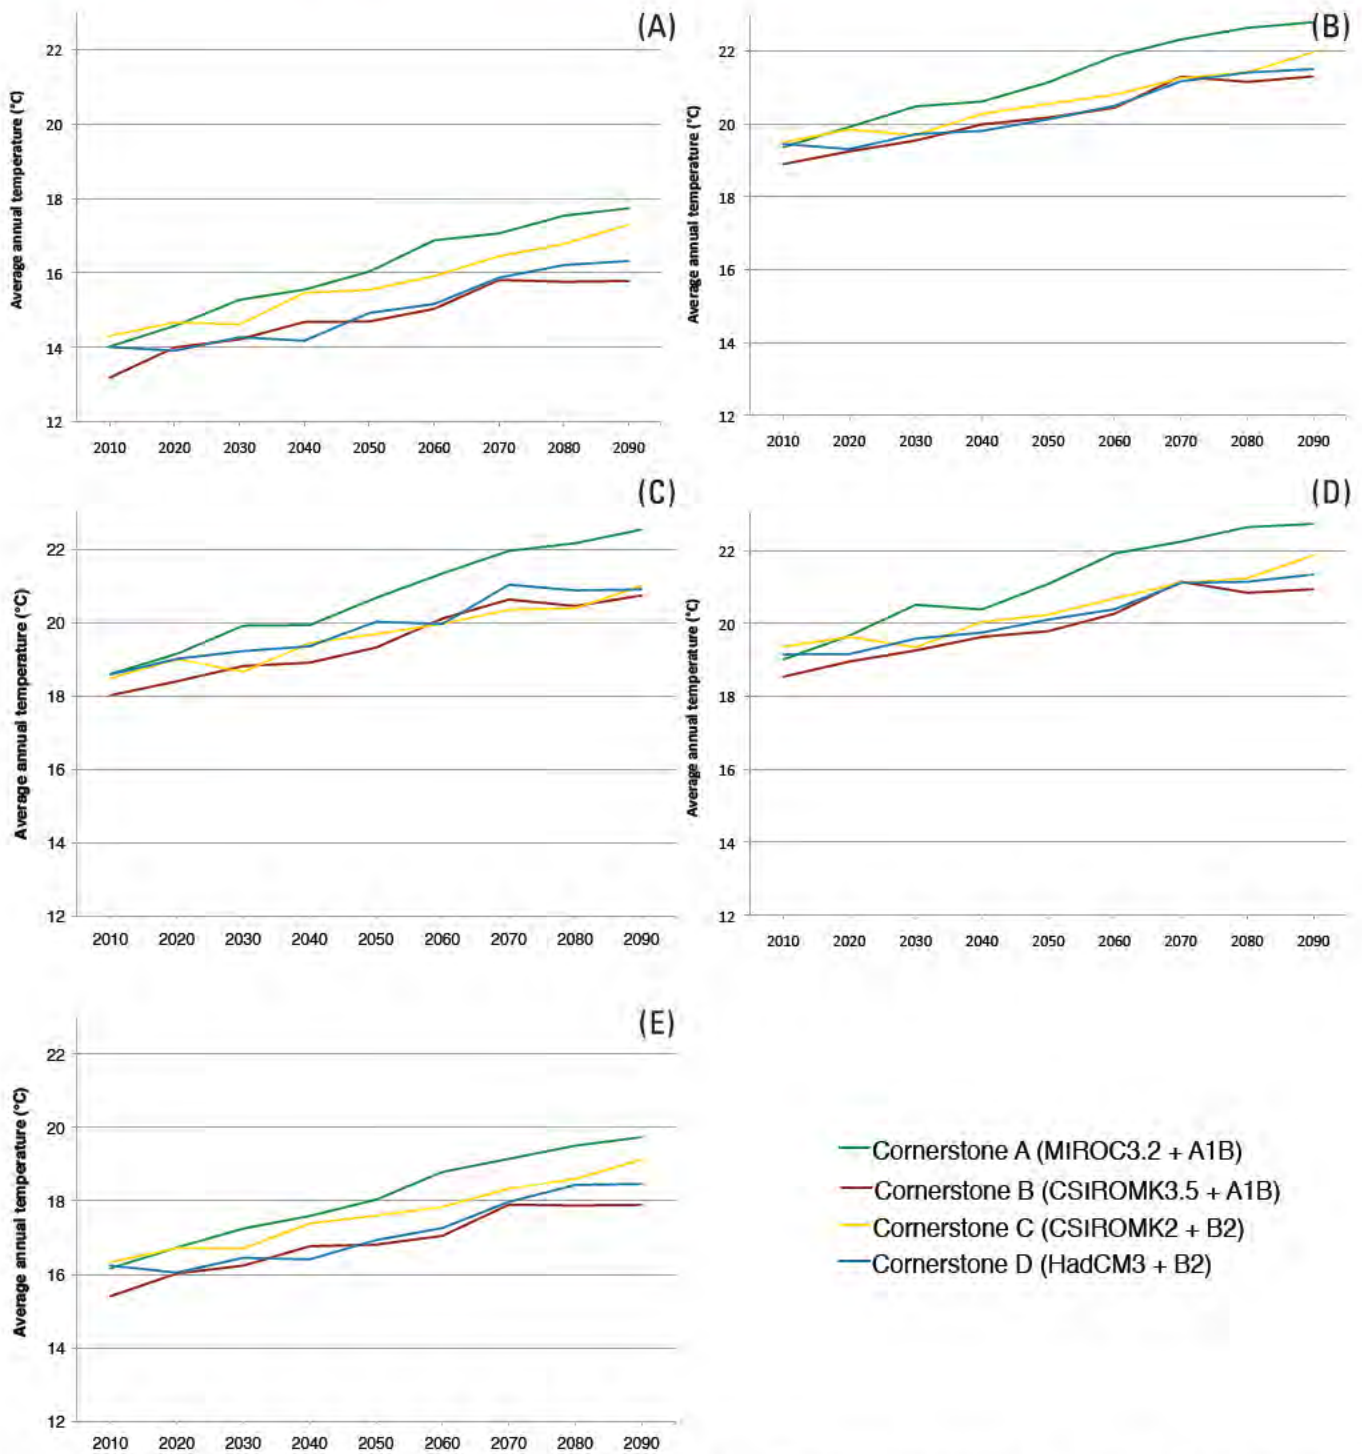 (A)
Average annual temperature (°C)
22
20
18
16
14
12
2010 2020 2030 2040 2050 2060 2070 2080 2090
(B)
Average annual temperature (°C)
22
20
18
16
14
12
2010 2020 2030 2040 2050 2060 2070 2080 2090
(C)
Average annual temperature (°C)
22
20
18
16
14
12
2010 2020 2030 2040 2050 2060 2070 2080 2090
(D)
Average annual temperature (°C)
22
20
18
16
14
12
2010 2020 2030 2040 2050 2060 2070 2080 2090
(E)
Average annual temperature (°C)
22
20
18
16
14
12
2010 2020 2030 2040 2050 2060 2070 2080 2090
Cornerstone A (MIROC3.2 + A1B)
Cornerstone B (CSIROMK3.5 + A1B)
Cornerstone C (CSIROMK2 + B2)
Cornerstone D (HadCM3 + B2)